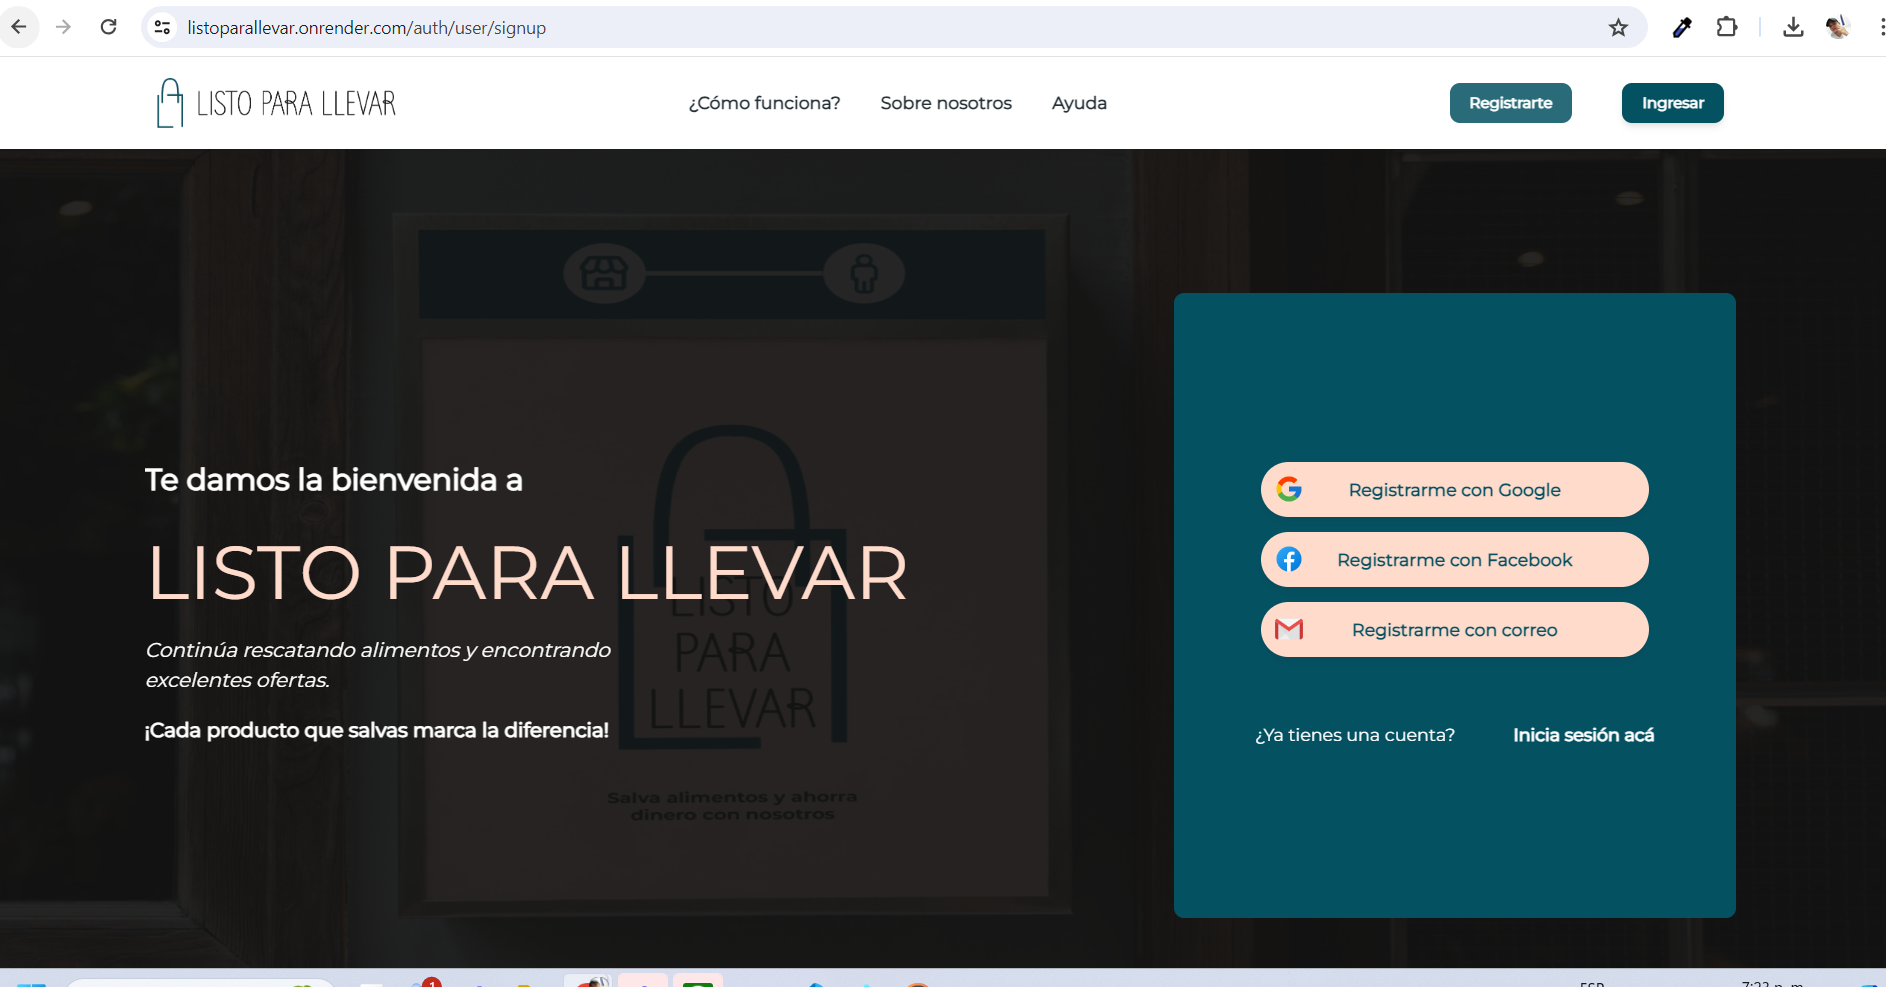 listoparallevar.onrender.com/auth/user/signup
LISTO PARA LLEVAR
¿Cómo funciona?
Sobre nosotros
Ayuda
Registrarte
Ingresar
Te damos la bienvenida a
LISTO PARA LLEVAR
Continúa rescatando alimentos y encontrando
excelentes ofertas.
¡Cada producto que salvas marca la diferencia!
LISTO
PARA
LLEVAR
Salva alimentos y ahorra
dinero con nosotros
Registrarme con Google
Registrarme con Facebook
Registrarme con correo
¿Ya tienes una cuenta?
Inicia sesión acá
1